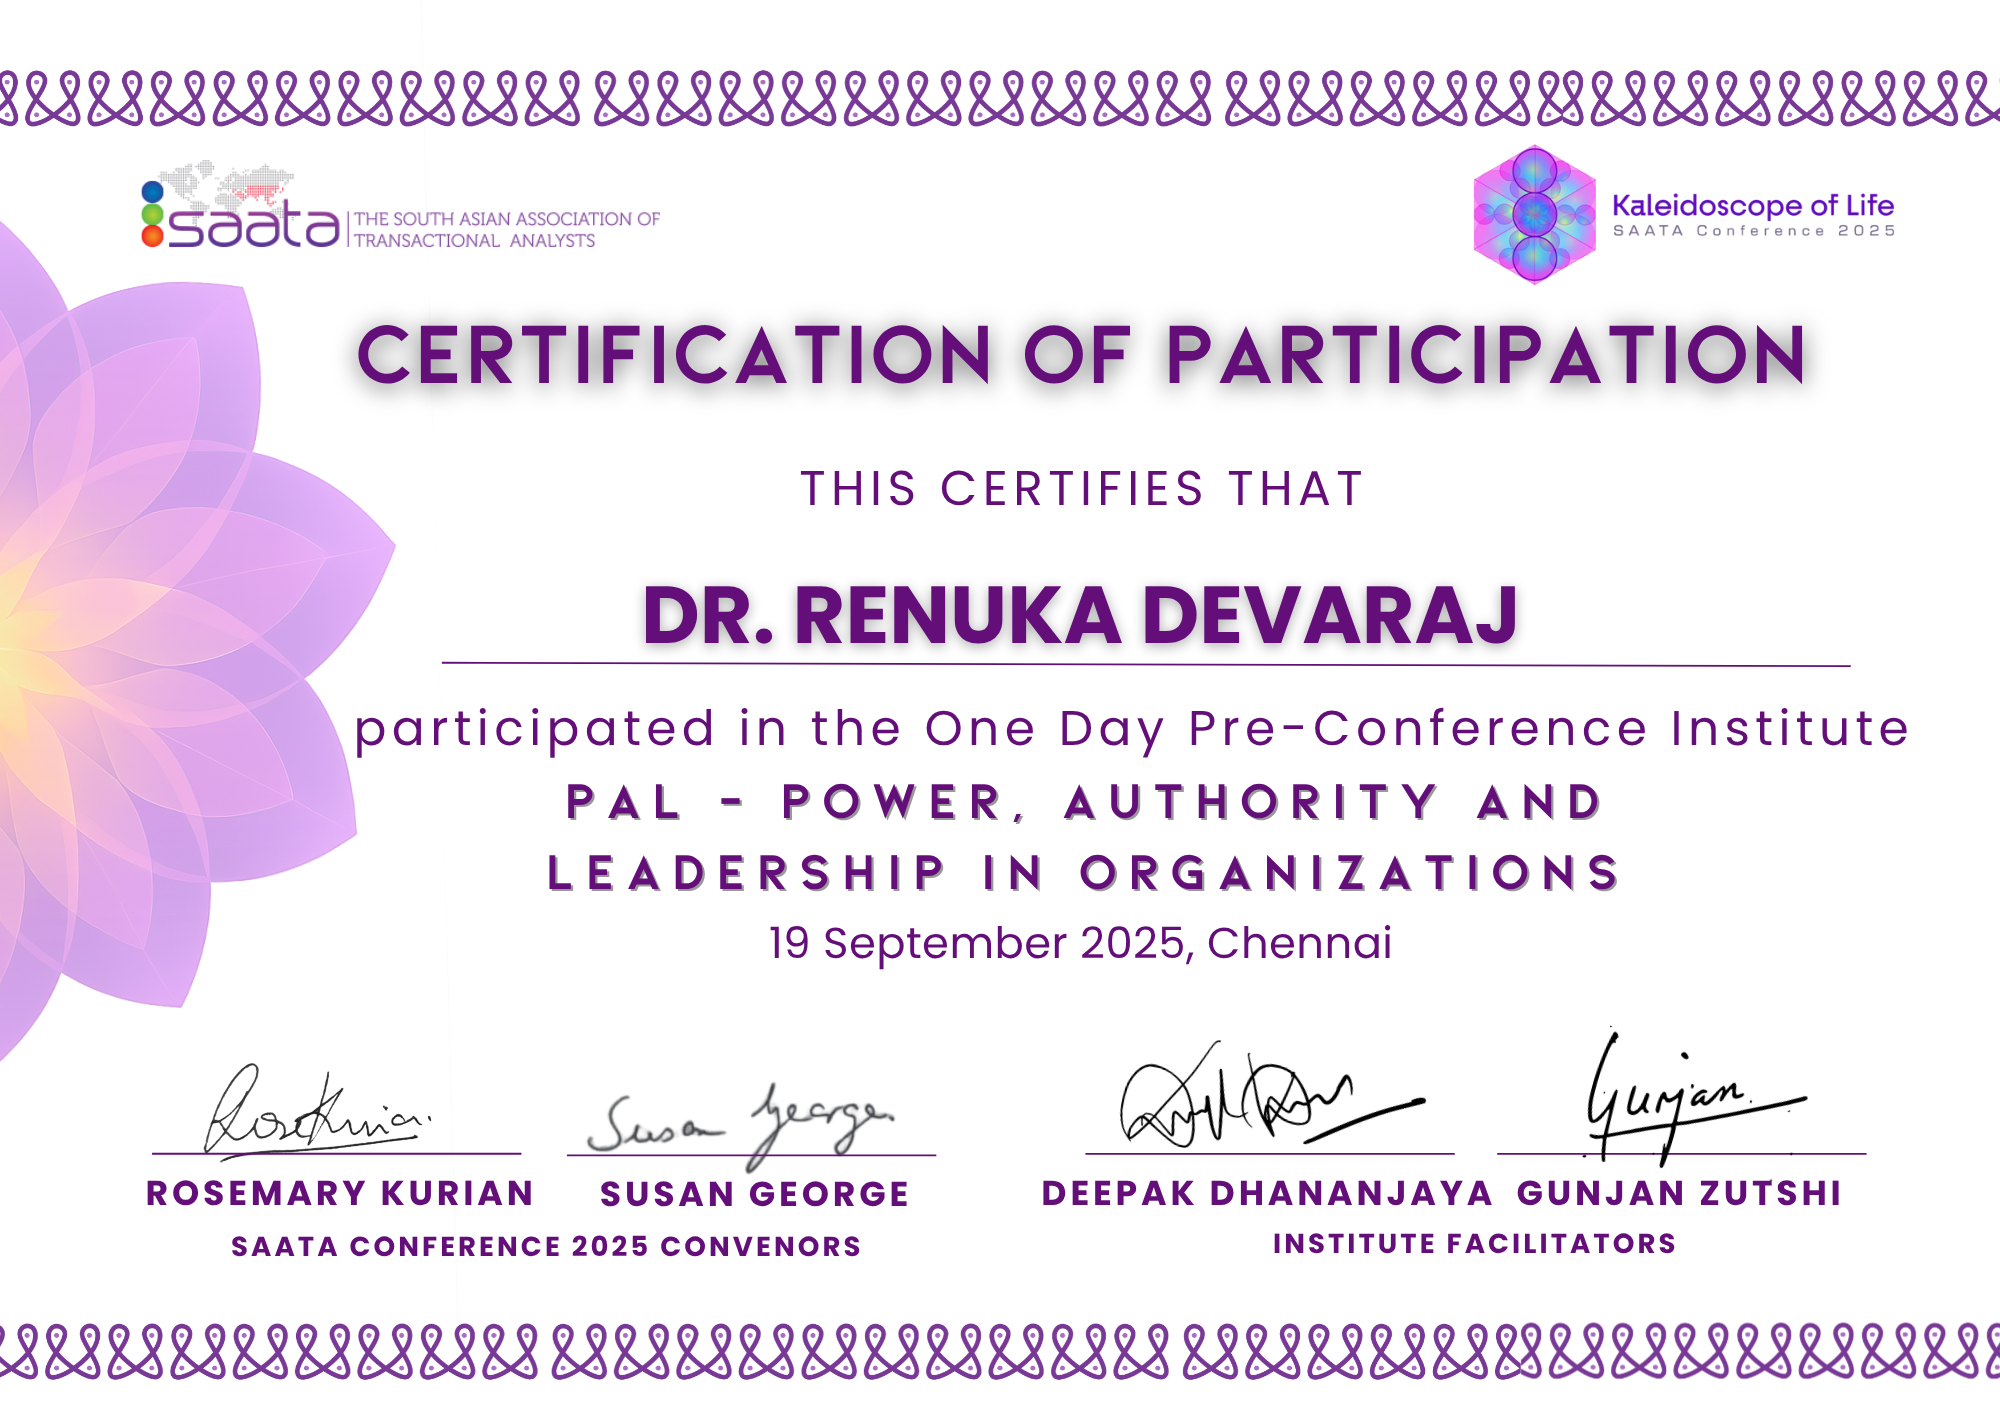 saata
THE SOUTH ASIAN ASSOCIATION OF
TRANSACTIONAL ANALYSTS
Kaleidoscope of Life
SAATA Conference 2025
CERTIFICATION OF PARTICIPATION
THIS CERTIFIES THAT
DR. RENUKA DEVARAJ
participated in the One Day Pre-Conference Institute
PAL - POWER, AUTHORITY AND
LEADERSHIP IN ORGANIZATIONS
19 September 2025, Chennai
Susan George
Gunjan
ROSEMARY KURIAN
SUSAN GEORGE
DEEPAK DHANANJAYA
GUNJAN ZUTSHI
SAATA CONFERENCE 2025 CONVENORS
INSTITUTE FACILITATORS